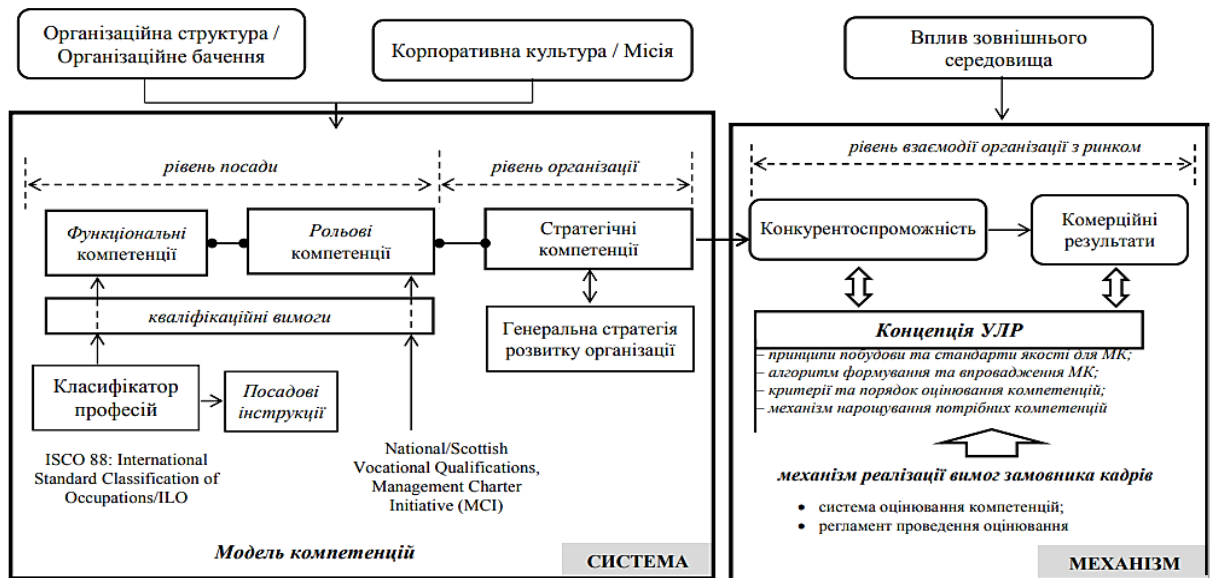 Організаційна структура /
Організаційне бачення
Корпоративна культура / Місія
Вплив зовнішнього
середовища
рівень посади
рівень організації
рівень взаємодії організації з ринком
Функціональні
компетенції
Рольові
компетенції
Стратегічні
компетенції
Конкурентоспроможність
Комерційні
результати
кваліфікаційні вимоги
Генеральна стратегія
розвитку організації
Класифікатор
професій
Посадові
інструкції
ISCO 88: International
Standard Classification of
Occupations/ILO
National/Scottish
Vocational Qualifications,
Management Charter
Initiative (MCI)
Модель компетенцій
СИСТЕМА
Концепція УЛР
– принципи побудови та стандарти якості для МК;
– алгоритм формування та впровадження МК;
– критерії та порядок оцінювання компетенцій;
– механізм нарощування потрібних компетенцій
механізм реалізації вимог замовника кадрів
• система оцінювання компетенцій;
• регламент проведення оцінювання
МЕХАНІЗМ